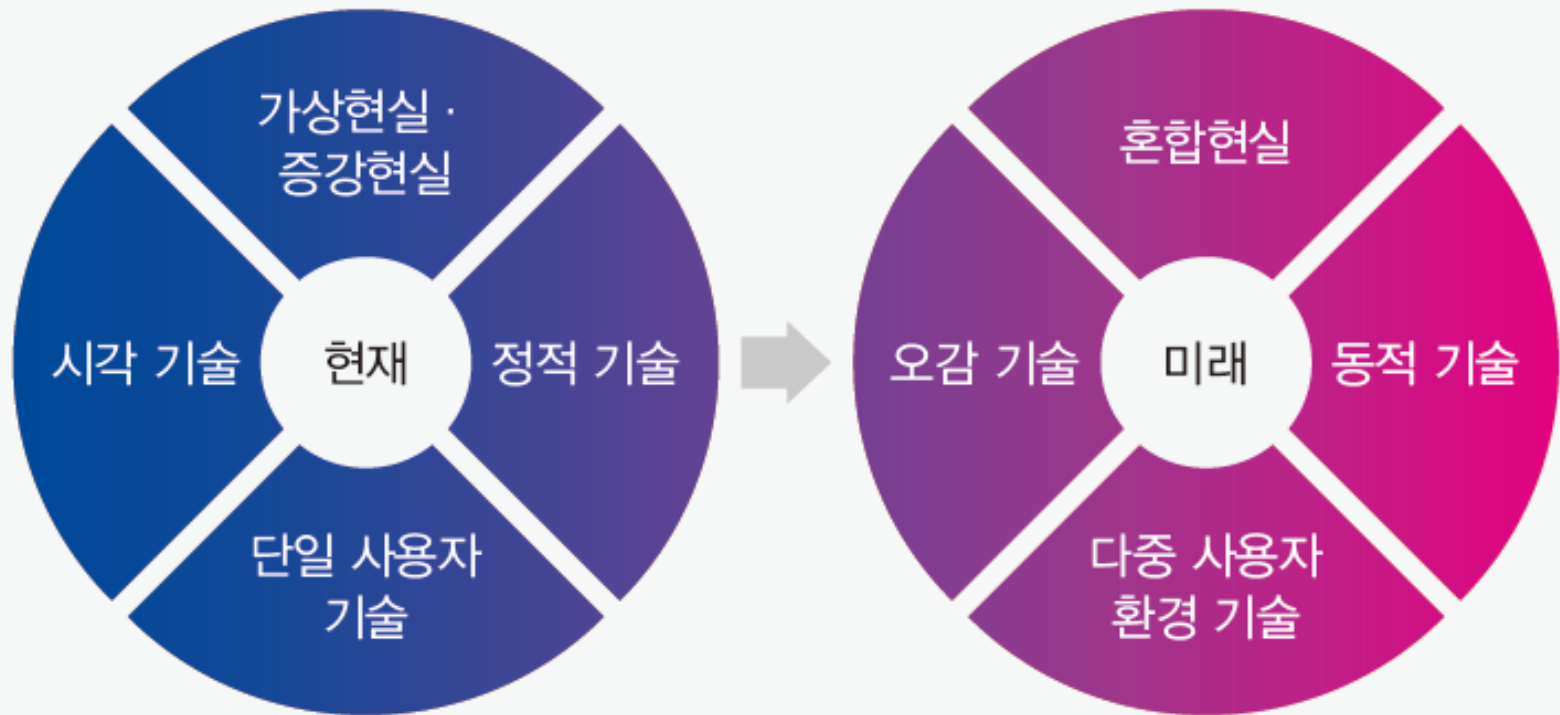 가상현실 ·
증강현실
시각 기술
현재
정적 기술
단일 사용자
기술
혼합현실
오감 기술
미래
동적 기술
다중 사용자
환경 기술